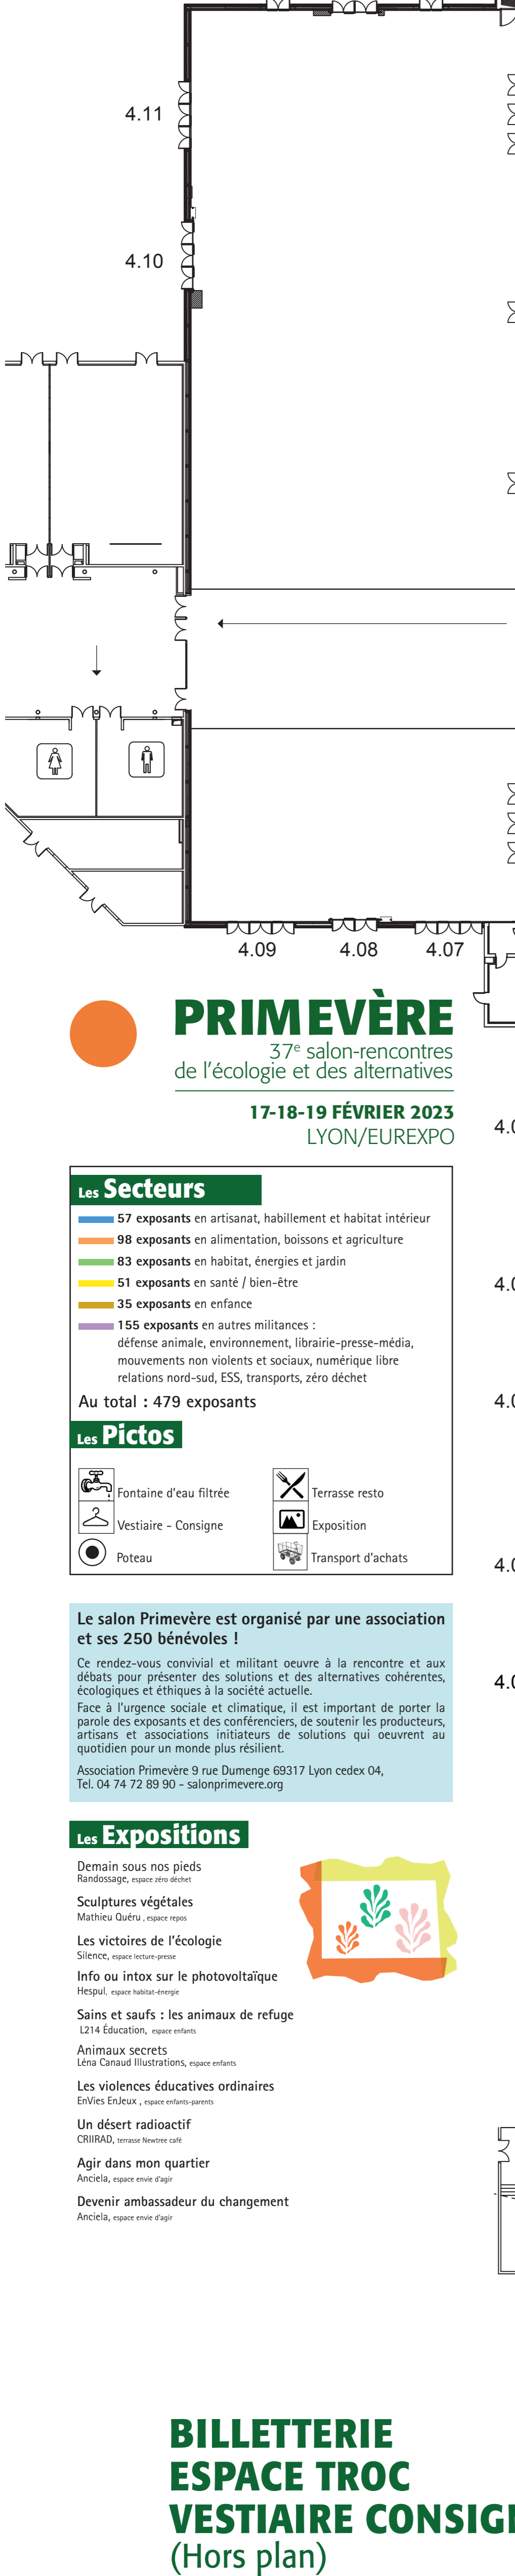 4.11
4.10
4.09 4.08 4.07
PRIMEVÈRE
37e salon-rencontres
de l'écologie et des alternatives
17-18-19 FÉVRIER 2023
LYON/EUREXPO
Les Secteurs
57 exposants en artisanat, habillement et habitat intérieur
98 exposants en alimentation, boissons et agriculture
83 exposants en habitat, énergies et jardin
51 exposants en santé / bien-être
35 exposants en enfance
155 exposants en autres militances :
défense animale, environnement, librairie-presse-média,
mouvements non violents et sociaux, numérique libre
relations nord-sud, ESS, transports, zéro déchet
Au total : 479 exposants
Les Pictos
Fontaine d'eau filtrée
Terrasse resto
Vestiaire - Consigne
Exposition
Poteau
Transport d'achats
Le salon Primevère est organisé par une association
et ses 250 bénévoles !
Ce rendez-vous convivial et militant oeuvre à la rencontre et aux
débats pour présenter des solutions et des alternatives cohérentes,
écologiques et éthiques à la société actuelle.
Face à l'urgence sociale et climatique, il est important de porter la
parole des exposants et des conférenciers, de soutenir les producteurs,
artisans et associations initiateurs de solutions qui oeuvrent au
quotidien pour un monde plus résilient.
Association Primevère 9 rue Dumenge 69317 Lyon cedex 04,
Tel. 04 74 72 89 90 - salonprimevere.org
Les Expositions
Demain sous nos pieds
Randossage, espace zéro déchet
Sculptures végétales
Mathieu Quéru , espace repos
Les victoires de l'écologie
Silence, espace lecture-presse
Info ou intox sur le photovoltaïque
Hespul, espace habitat-énergie
Sains et saufs : les animaux de refuge
L214 Éducation, espace enfants
Animaux secrets
Léna Canaud Illustrations, espace enfants
Les violences éducatives ordinaires
EnVies EnJeux , espace enfants-parents
Un désert radioactif
CRIIRAD, terrasse Newtree café
Agir dans mon quartier
Anciela, espace envie d'agir
Devenir ambassadeur du changement
Anciela, espace envie d'agir
BILLETTERIE
ESPACE TROC
VESTIAIRE
(Hors plan)